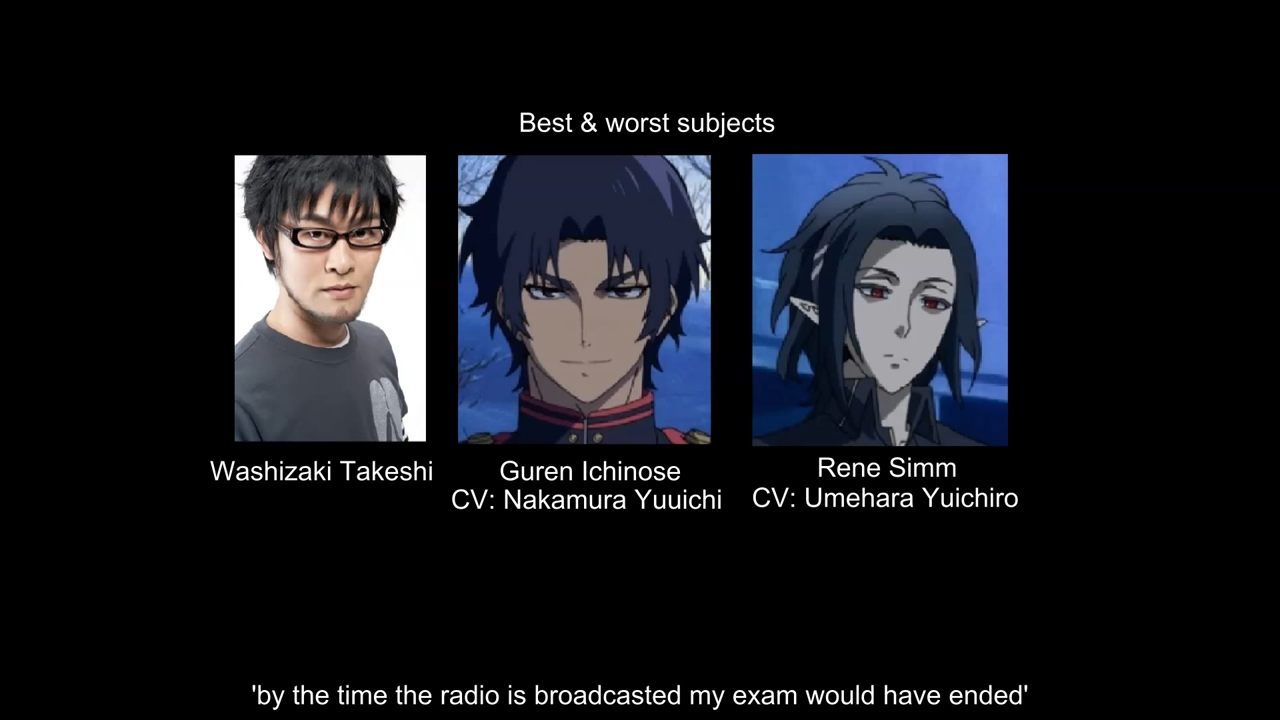 Best & worst subjects
Washizaki Takeshi
Guren Ichinose
CV: Nakamura Yuuichi
Rene Simm
CV: Umehara Yuichiro
'by the time the radio is broadcasted my exam would have ended'